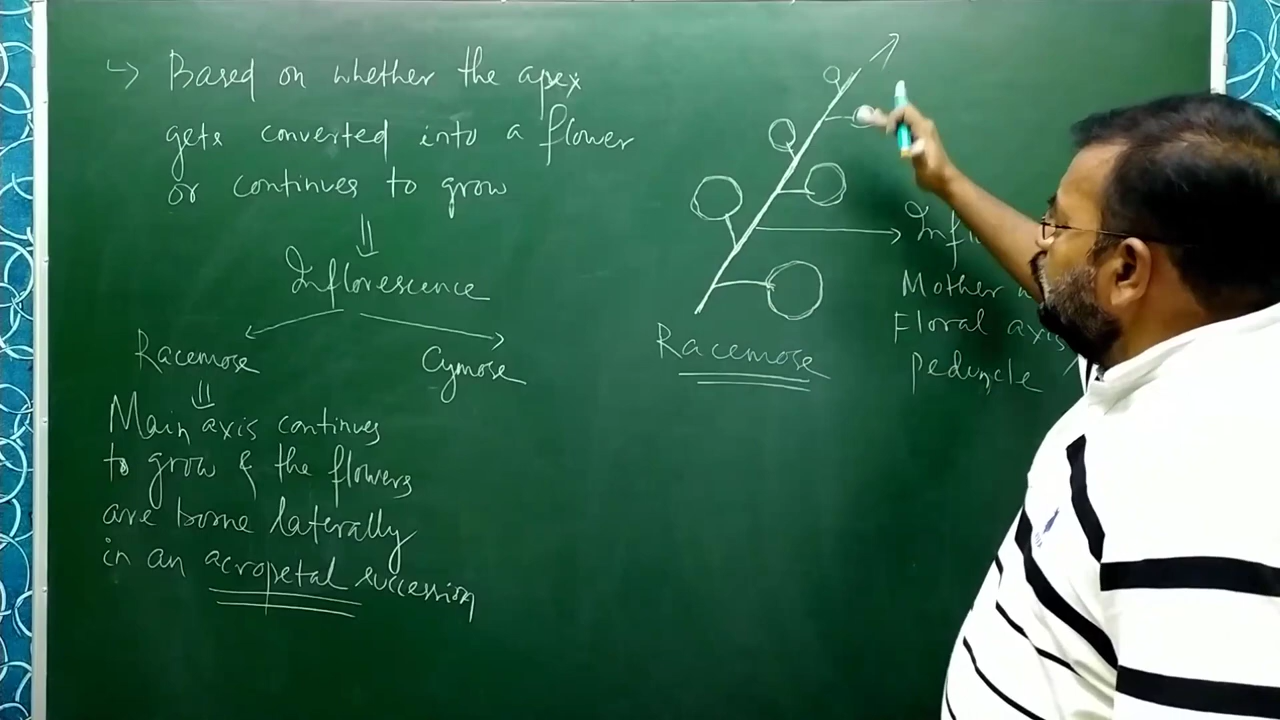 ↳ Based on whether the apex
gets converted into a flower
or continues to grow
⇓
Inflorescence
Racemose
Cymose
⇓
Main axis continues
to grow & the flowers
are borne laterally
in an acropetal succession
Racemose
Mother
Floral axis
peduncle